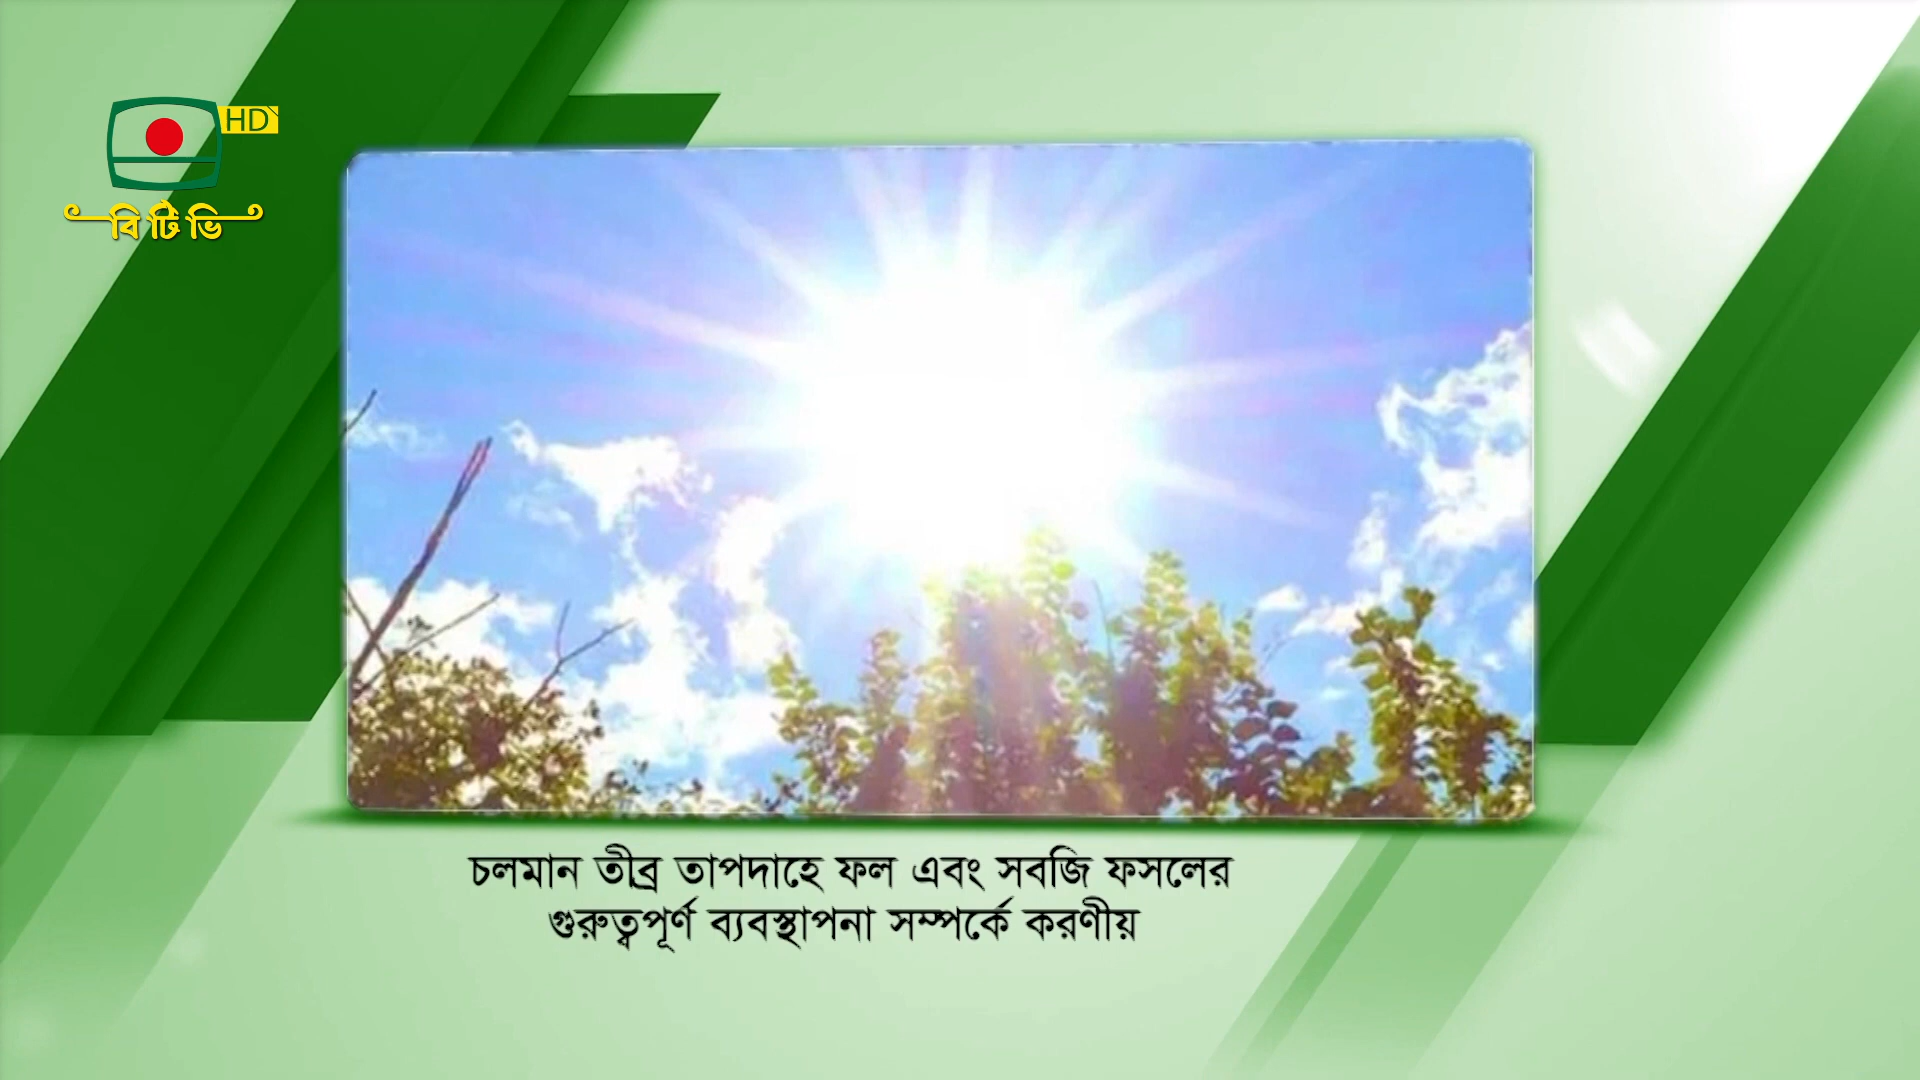 HD
বি টি ভি
চলমান তীব্র তাপদাহে ফল এবং সবজি ফসলের
গুরুত্বপূর্ণ ব্যবস্থাপনা সম্পর্কে করণীয়